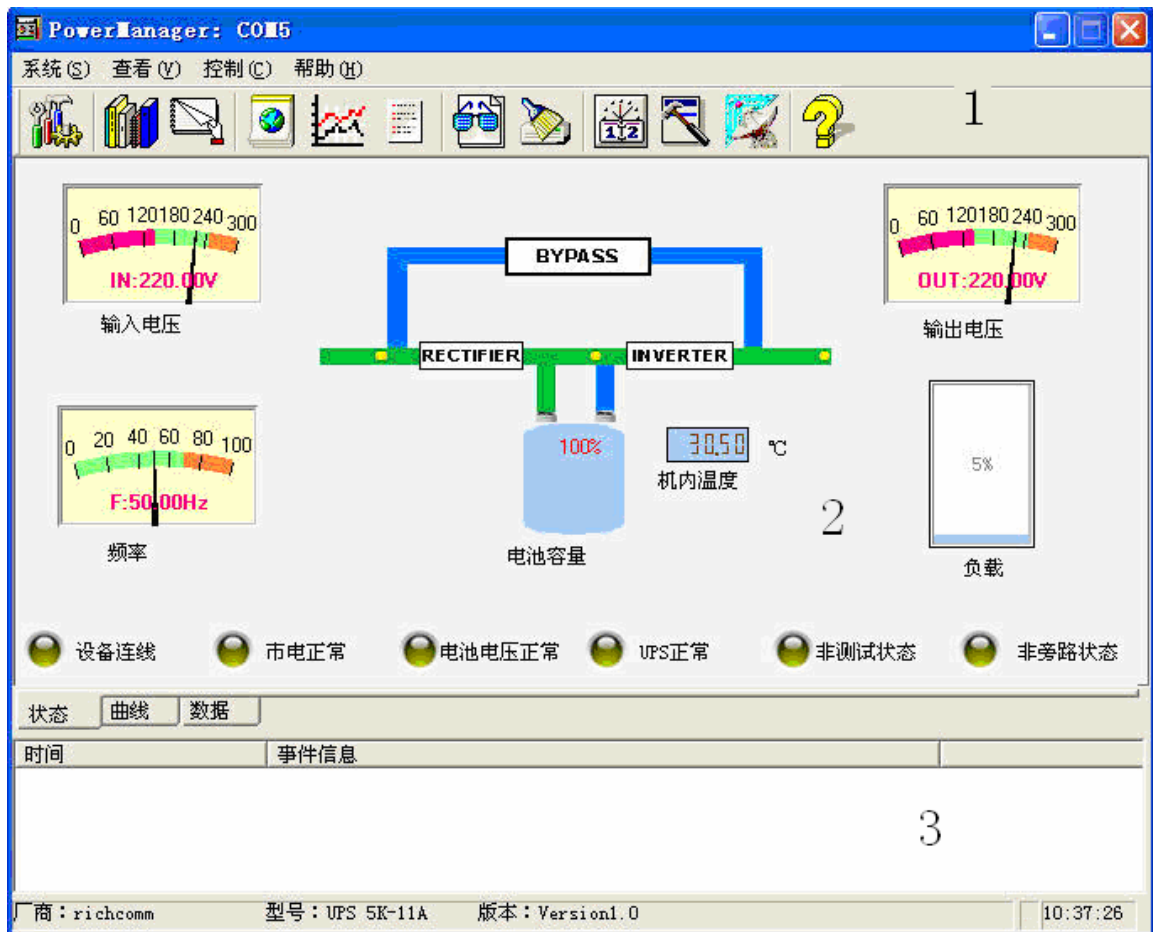 PowerManager: COM5
系统(S) 查看(V) 控制(C) 帮助(H)
1
0 60 120 180 240 300
IN:220.00V
输入电压
BYPASS
0 60 120 180 240 300
OUT:220.00V
输出电压
RECTIFIER
INVERTER
0 20 40 60 80 100
F:50.00Hz
频率
100%
电池容量
30.50 ℃
机内温度
2
5%
负载
设备连线 市电正常 电池电压正常 UPS正常 非测试状态 非旁路状态
状态 曲线 数据
时间 事件信息
3
厂商：richcomm 型号：UPS 5K-11A 版本：Version1.0 10:37:26